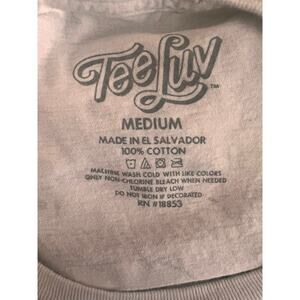 TeeLuv™
MEDIUM
MADE IN EL SALVADOR
100% COTTON
MACHINE WASH COLD WITH LIKE COLORS
ONLY NON-CHLORINE BLEACH WHEN NEEDED
TUMBLE DRY LOW
DO NOT IRON IF DECORATED
RN #18853